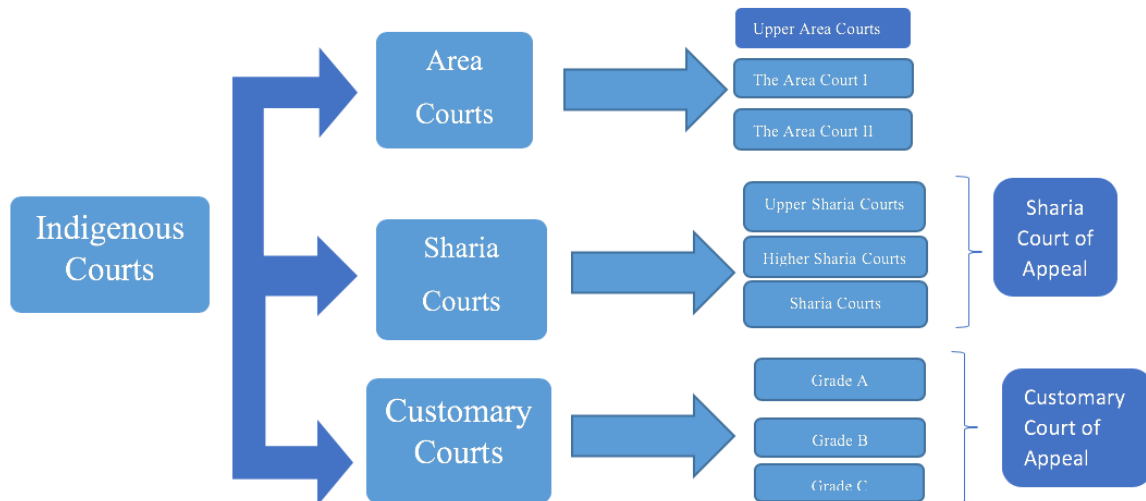 Indigenous
Courts
Area
Courts
Upper Area Courts
The Area Court I
The Area Court II
Sharia
Courts
Upper Sharia Courts
Higher Sharia Courts
Sharia Courts
Sharia
Court of
Appeal
Customary
Courts
Grade A
Grade B
Grade C
Customary
Court of
Appeal